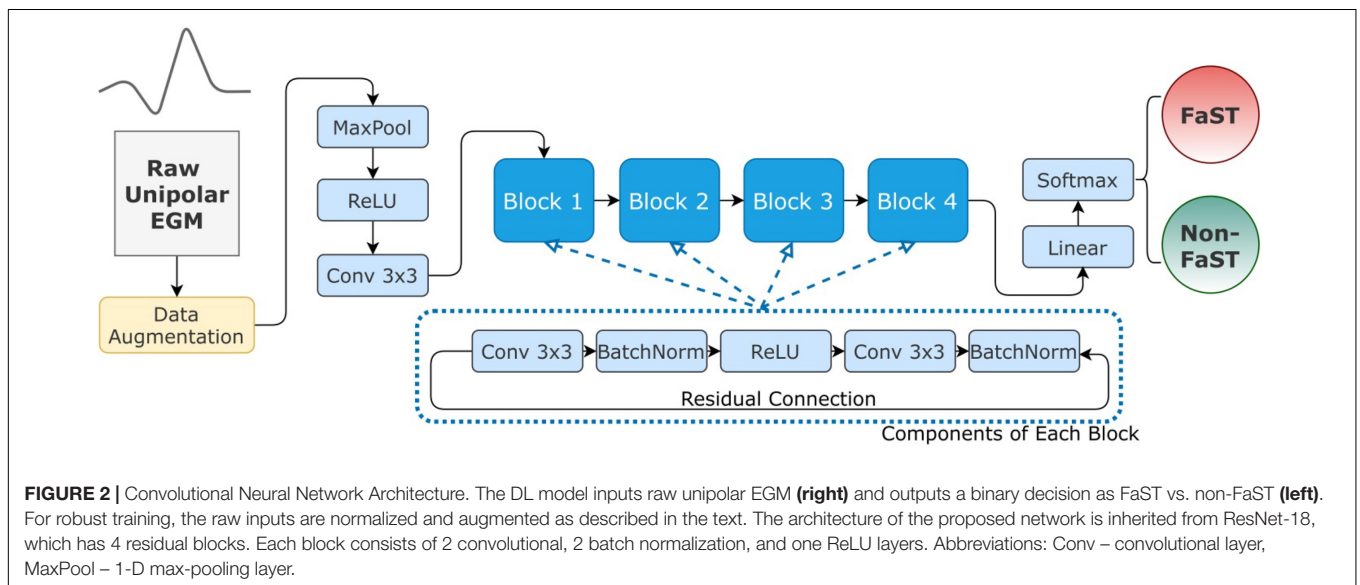 Raw
Unipolar
EGM
Data
Augmentation
MaxPool
ReLU
Conv 3x3
Block 1
Block 2
Block 3
Block 4
Conv 3x3
BatchNorm
ReLU
Conv 3x3
BatchNorm
Residual Connection
Components of Each Block
Linear
Softmax
FaST
Non-
FaST
FIGURE 2 | Convolutional Neural Network Architecture. The DL model inputs raw unipolar EGM (right) and outputs a binary decision as FaST vs. non-FaST (left).
For robust training, the raw inputs are normalized and augmented as described in the text. The architecture of the proposed network is inherited from ResNet-18,
which has 4 residual blocks. Each block consists of 2 convolutional, 2 batch normalization, and one ReLU layers. Abbreviations: Conv – convolutional layer,
MaxPool – 1-D max-pooling layer.